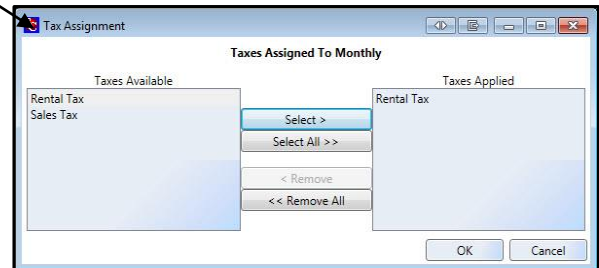 Tax Assignment
Taxes Assigned To Monthly
Taxes Available
Taxes Applied
Rental Tax
Sales Tax
Rental Tax
Select >
Select All >>
< Remove
<< Remove All
OK
Cancel